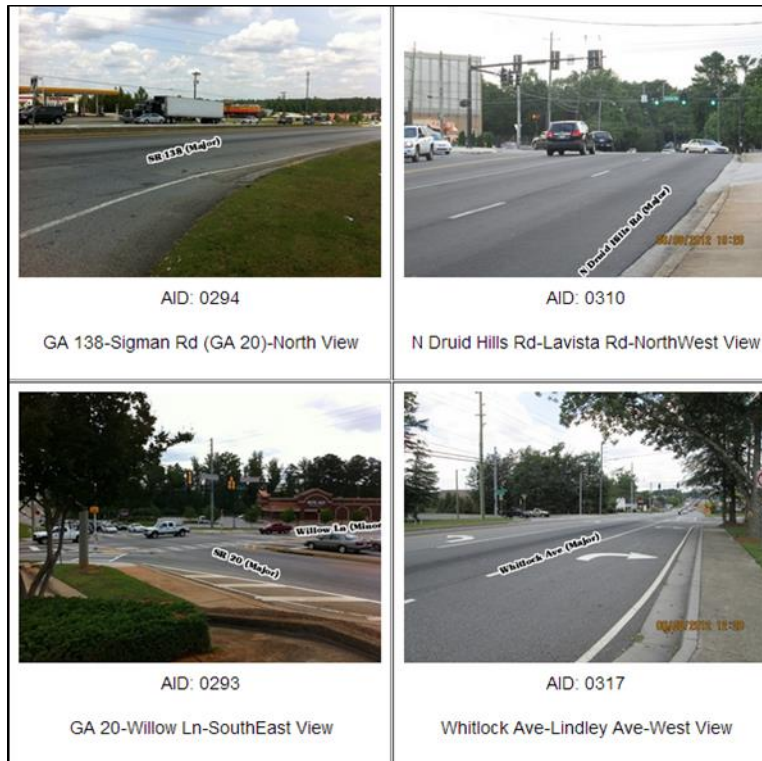 SR 138 (Major)
N Druid Hills Rd (Major)
AID: 0294
AID: 0310
GA 138-Sigman Rd (GA 20)-North View
N Druid Hills Rd-Lavista Rd-NorthWest View
Willow Ln (Minor
SR 20 (Major)
Whitlock Ave (Major)
AID: 0293
AID: 0317
GA 20-Willow Ln-SouthEast View
Whitlock Ave-Lindley Ave-West View